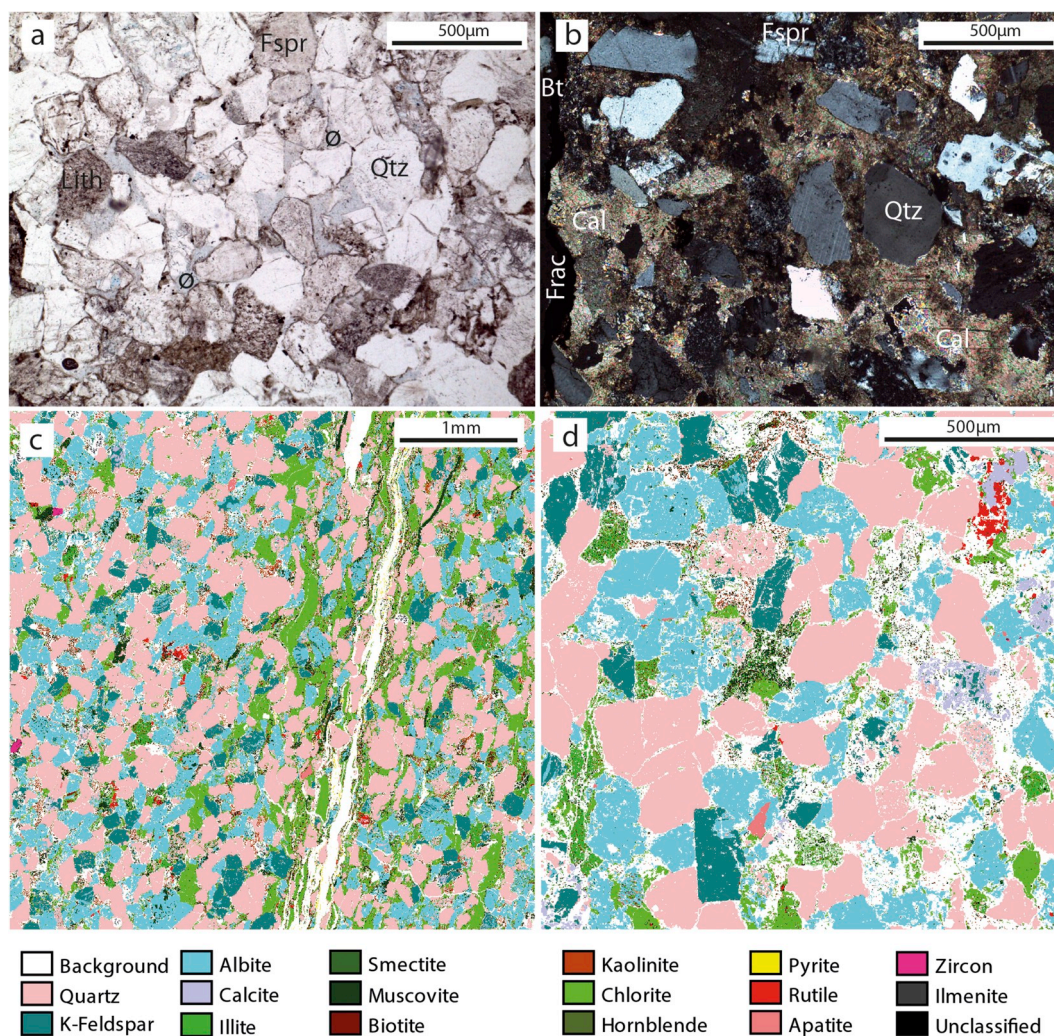 a
Fspr
500μm
Ø
Lith
Qtz
Ø
b
Fspr
500μm
Bt
Qtz
Cal
Frac
Cal
c
1mm
d
500μm
Background
Albite
Smectite
Kaolinite
Pyrite
Zircon
Quartz
Calcite
Muscovite
Chlorite
Rutile
Ilmenite
K-Feldspar
Illite
Biotite
Hornblende
Apatite
Unclassified